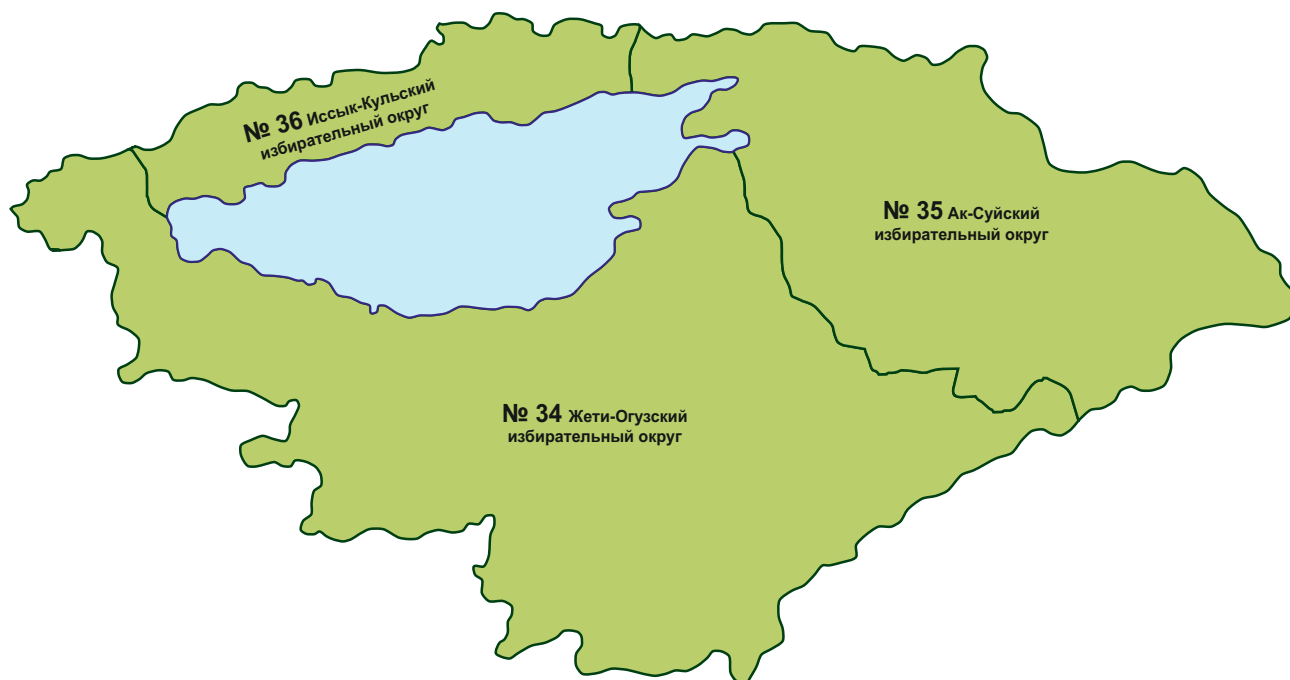 № 36 Иссык-Кульский
избирательный округ
№ 35 Ак-Суйский
избирательный округ
№ 34 Жети-Огузский
избирательный округ